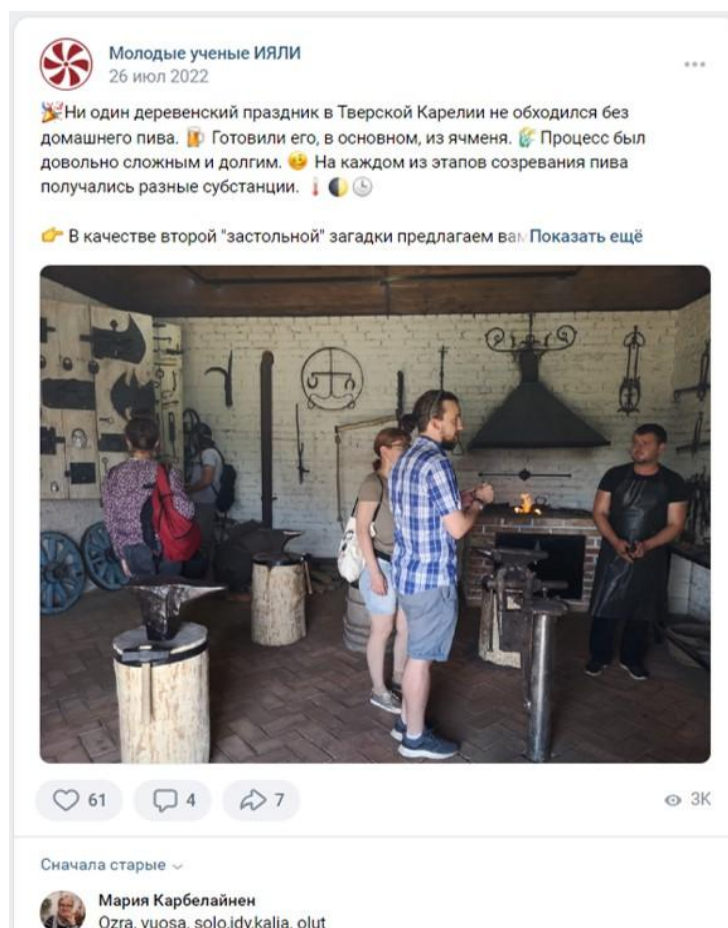 Молодые ученые ИЯЛИ
26 июл 2022
🎉Ни один деревенский праздник в Тверской Карелии не обходился без
домашнего пива. 🍺 Готовили его, в основном, из ячменя. 🌾 Процесс был
довольно сложным и долгим. 🥴 На каждом из этапов созревания пива
получались разные субстанции. 🌡🌓🕒
👉 В качестве второй "застольной" загадки предлагаем вам Показать ещё
61
4
7
3K
Сначала старые
Мария Карбелайнен
Ozra, vuosa, solo,idy,kalja, olut